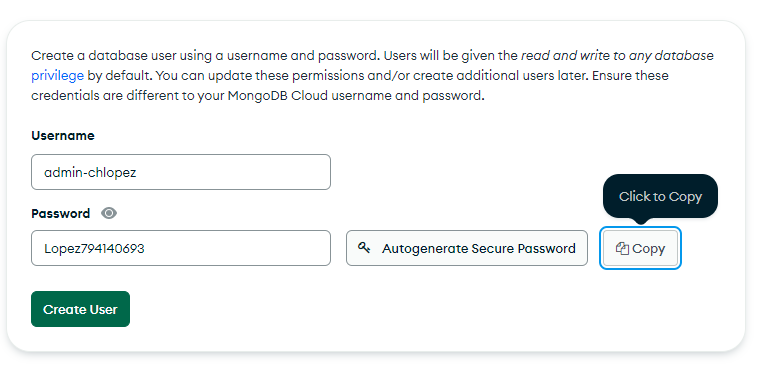 Create a database user using a username and password. Users will be given the read and write to any database
privilege by default. You can update these permissions and/or create additional users later. Ensure these
credentials are different to your MongoDB Cloud username and password.
Username
admin-chlopez
Click to Copy
Password
Lopez794140693
Autogenerate Secure Password
Copy
Create User